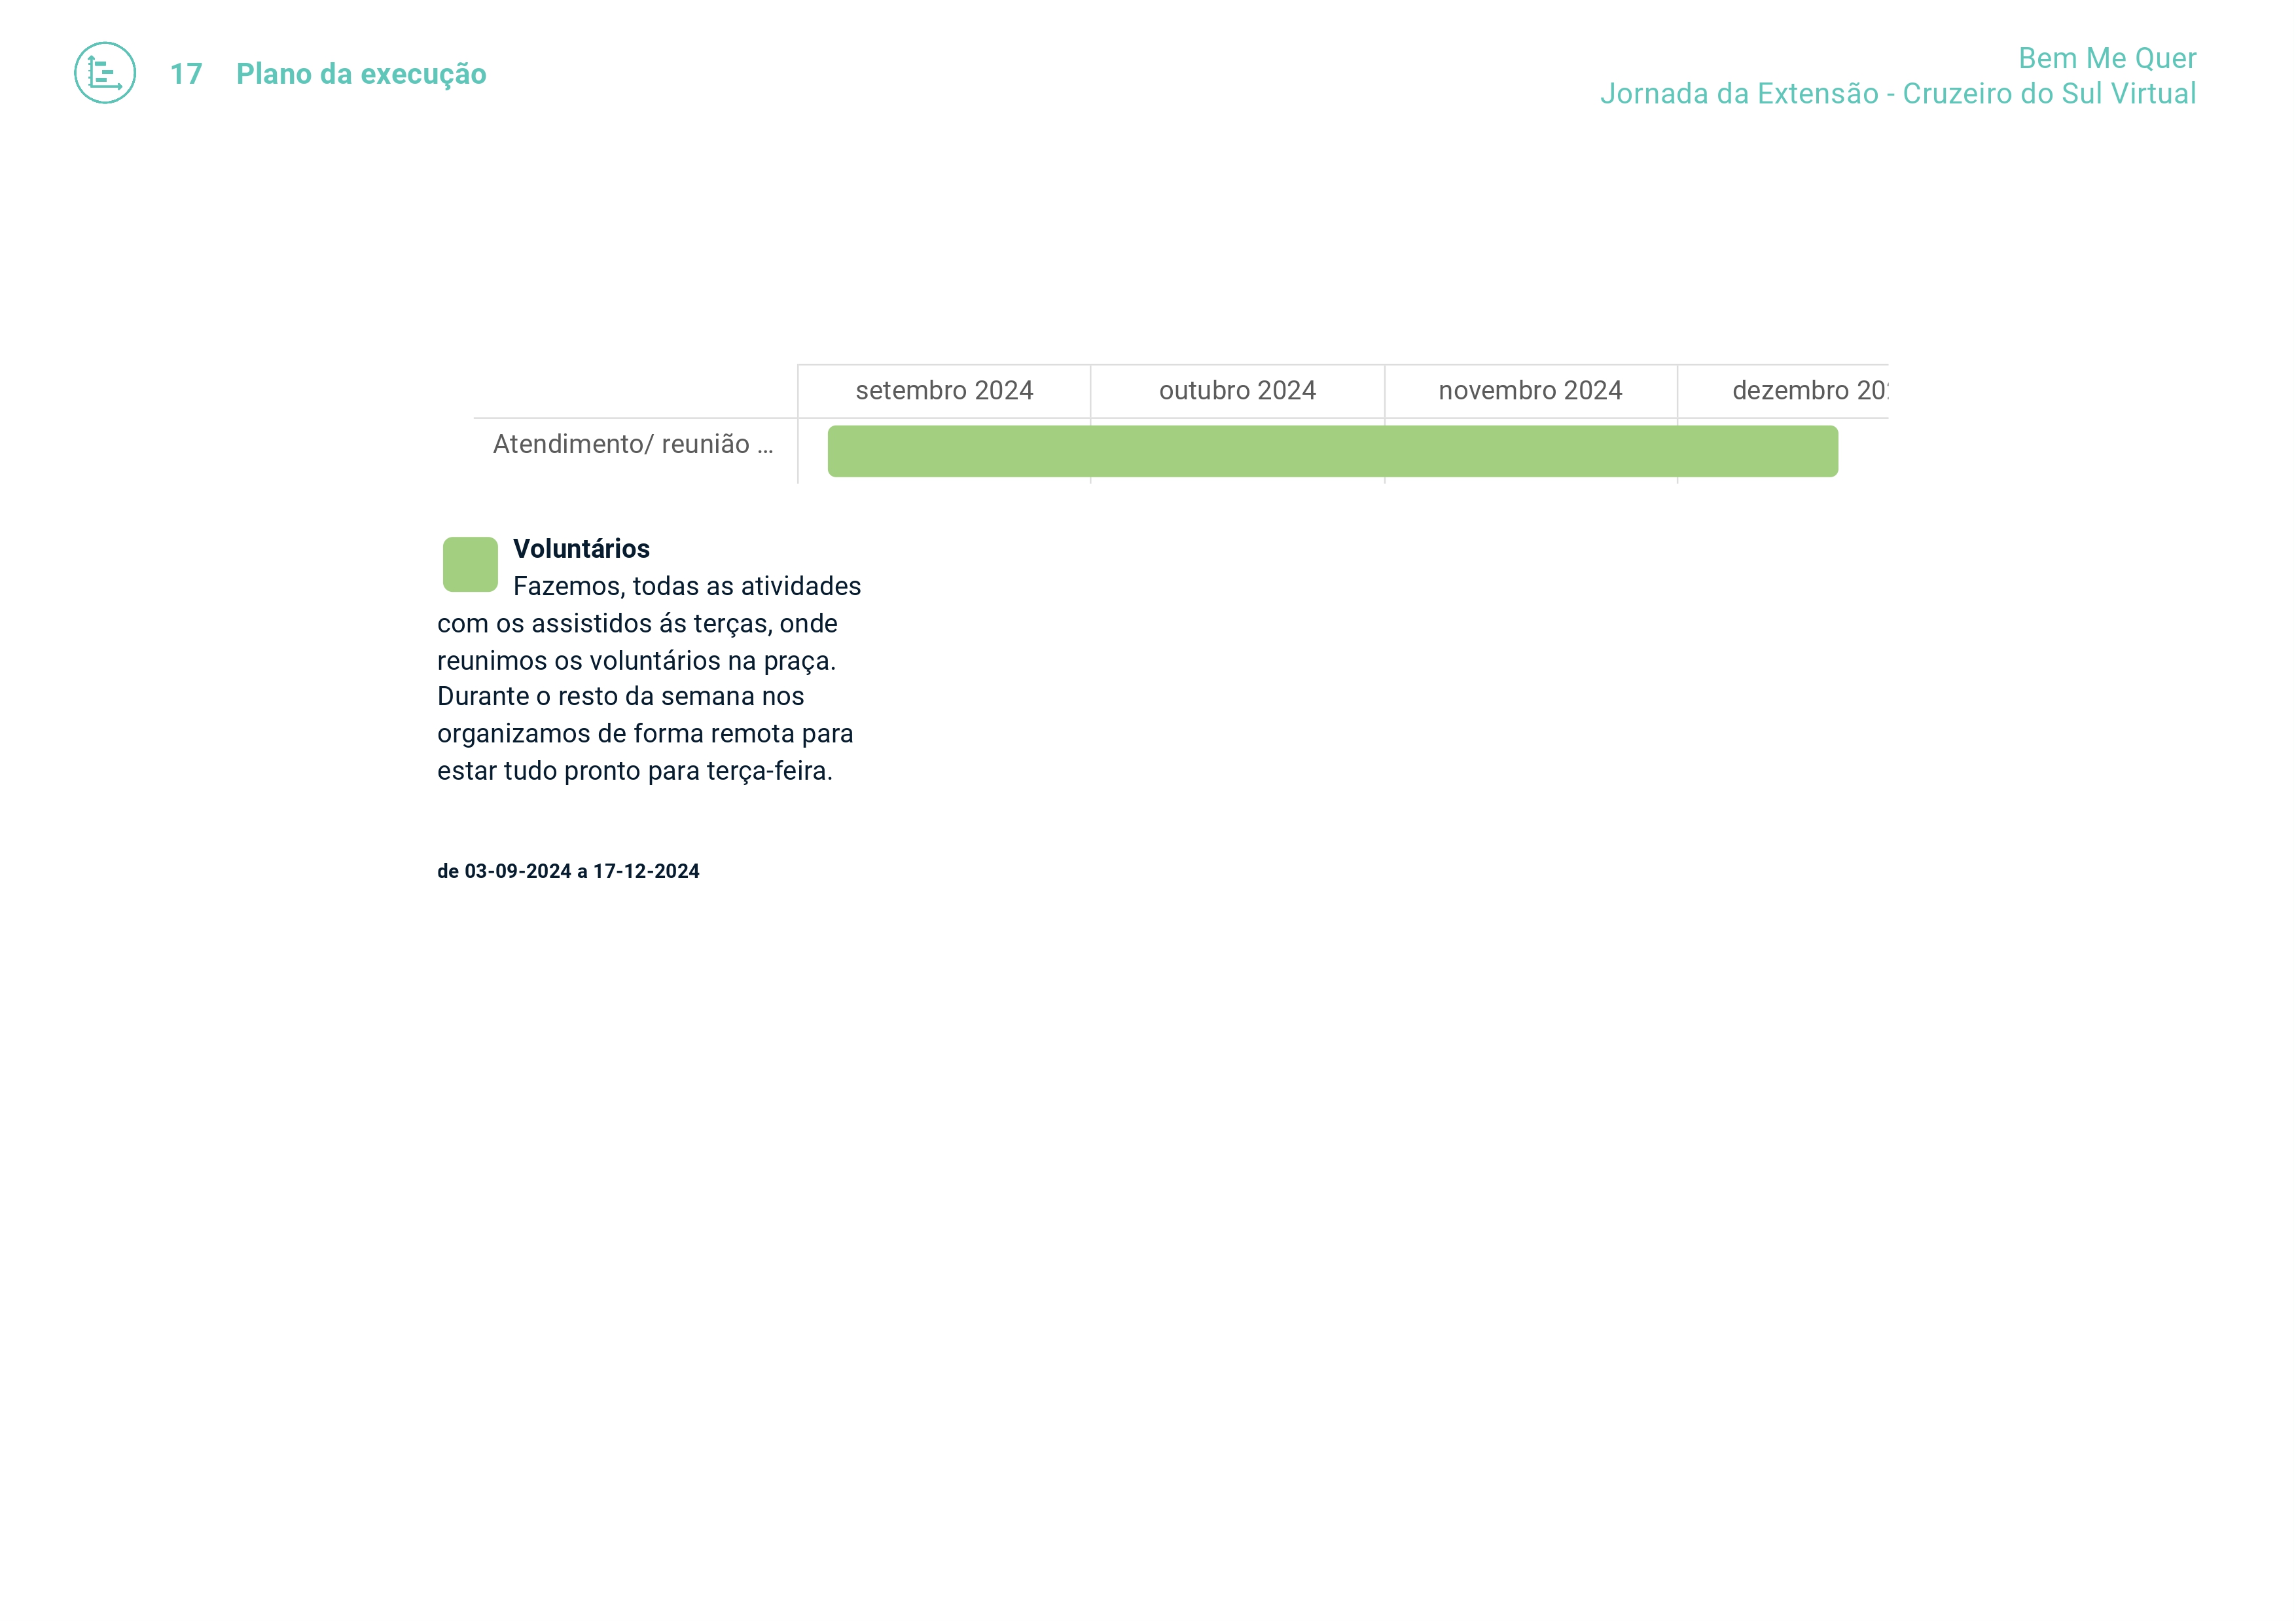 17 Plano da execução
Bem Me Quer
Jornada da Extensão - Cruzeiro do Sul Virtual
setembro 2024 outubro 2024 novembro 2024 dezembro 202
Atendimento/ reunião ...
Voluntários
Fazemos, todas as atividades
com os assistidos ás terças, onde
reunimos os voluntários na praça.
Durante o resto da semana nos
organizamos de forma remota para
estar tudo pronto para terça-feira.
de 03-09-2024 a 17-12-2024